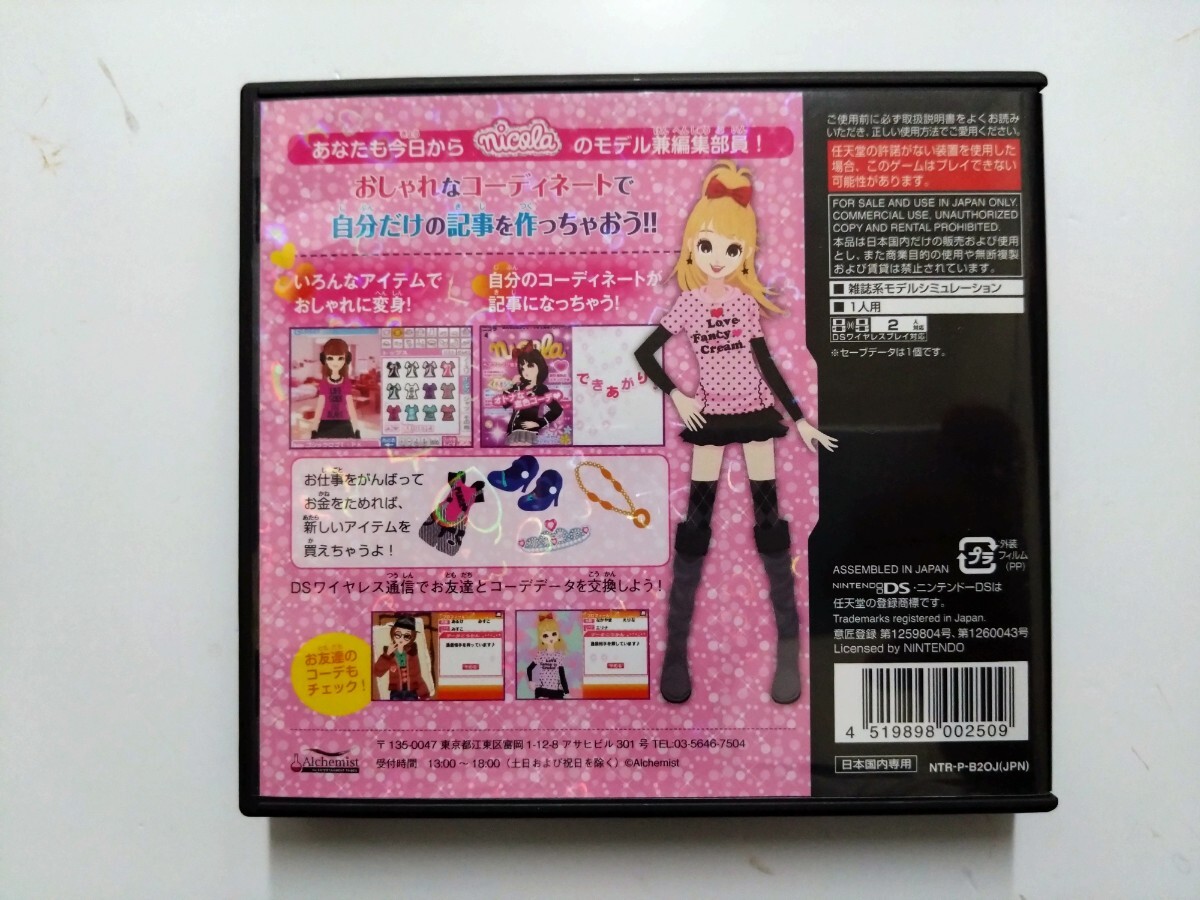 あなたも今日から nicola のモデル兼編集部員！
おしゃれなコーディネートで
自分だけの記事を作っちゃおう!!
いろんなアイテムで
おしゃれに変身!
自分のコーディネートが
記事になっちゃう!
nicola
できあがり
Love
Fancy
Cream.
お仕事をがんばって
お金をためれば、
新しいアイテムを
買えちゃうよ！
DSワイヤレス通信でお友達とコーデデータを交換しよう！
お友達の
コーデも
チェック！
Alchemist
〒135-0047 東京都江東区富岡1-12-8 アサヒビル 301号 TEL:03-5646-7504
受付時間 13:00～18:00（土日および祝日を除く）©Alchemist
ご使用前に必ず取扱説明書をよくお読み
いただき、正しい使用方法でご愛用ください。
任天堂の許諾がない装置を使用した
場合、このゲームはプレイできない
可能性があります。
FOR SALE AND USE IN JAPAN ONLY.
COMMERCIAL USE, UNAUTHORIZED
COPY AND RENTAL PROHIBITED.
本品は日本国内だけの販売および使用
とし、また商業目的の使用や無断複製
および賃貸は禁止されています。
■ 雑誌系モデルシミュレーション
■ 1人用
2人対応
DSワイヤレスプレイ対応
※セーブデータは1個です。
プラ
外装
フィルム
(PP)
ASSEMBLED IN JAPAN
NINTENDO DS・ニンテンドーDSは
任天堂の登録商標です。
Trademarks registered in Japan.
意匠登録 第1259804号、第1260043号
Licensed by NINTENDO
4 519898 002509
日本国内専用
NTR-P-B2OJ(JPN)